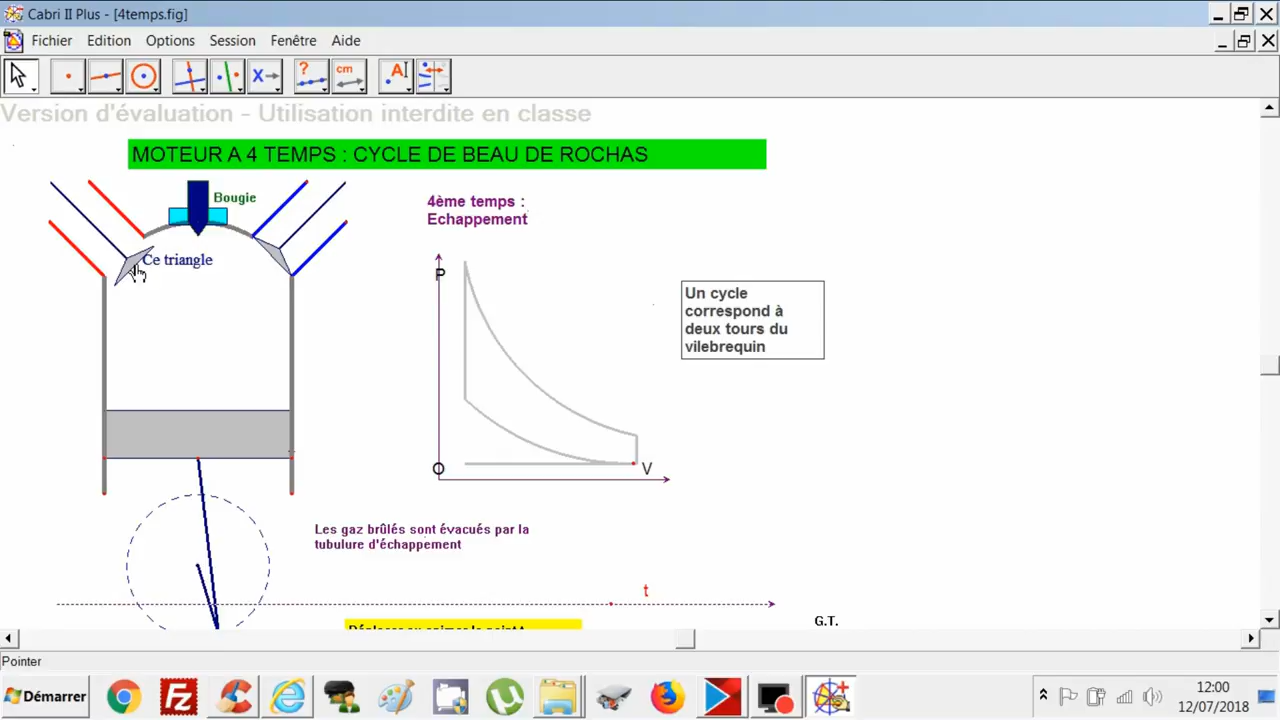 Cabri II Plus - [4temps.fig]
Fichier Edition Options Session Fenêtre Aide
? cm A
X
Version d'évaluation - Utilisation interdite en classe
MOTEUR A 4 TEMPS : CYCLE DE BEAU DE ROCHAS
Bougie
4ème temps :
Echappement
Ce triangle
P
Un cycle
correspond à
deux tours du
vilebrequin
O
V
Les gaz brûlés sont évacués par la
tubulure d'échappement
t
G.T.
Pointer
Démarrer
12:00
12/07/2018